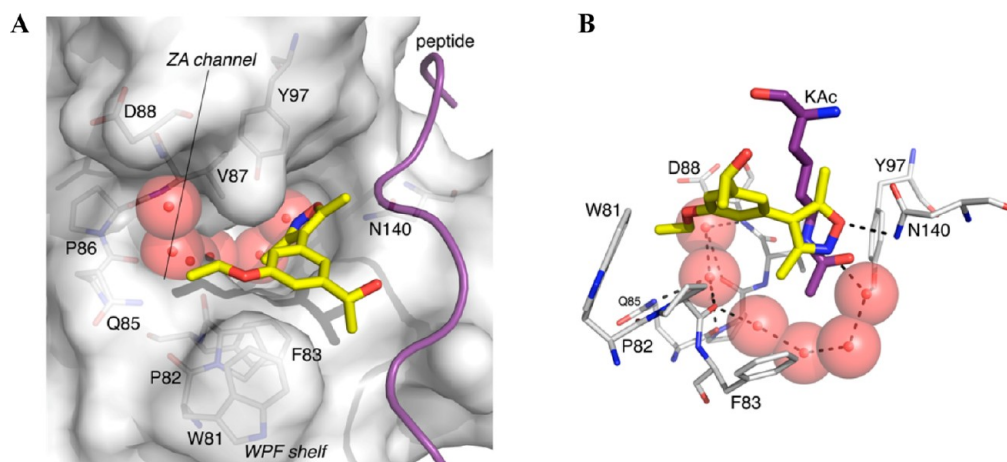 A
ZA channel
peptide
D88
Y97
V87
P86
N140
Q85
F83
P82
W81
WPF shelf
B
KAc
D88
Y97
W81
N140
Q85
P82
F83